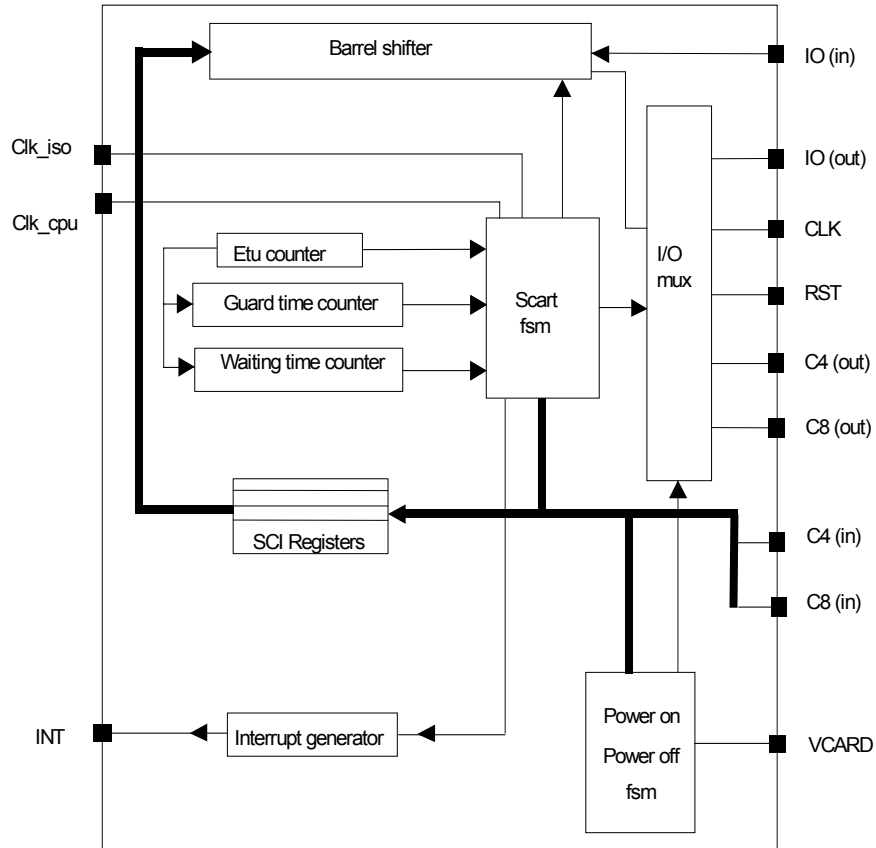 Barrel shifter
IO (in)
Clk_iso
IO (out)
Clk_cpu
CLK
Etu counter
I/O
mux
Guard time counter
Scart
fsm
RST
Waiting time counter
C4 (out)
C8 (out)
SCI Registers
C4 (in)
C8 (in)
INT
Interrupt generator
Power on
Power off
fsm
VCARD